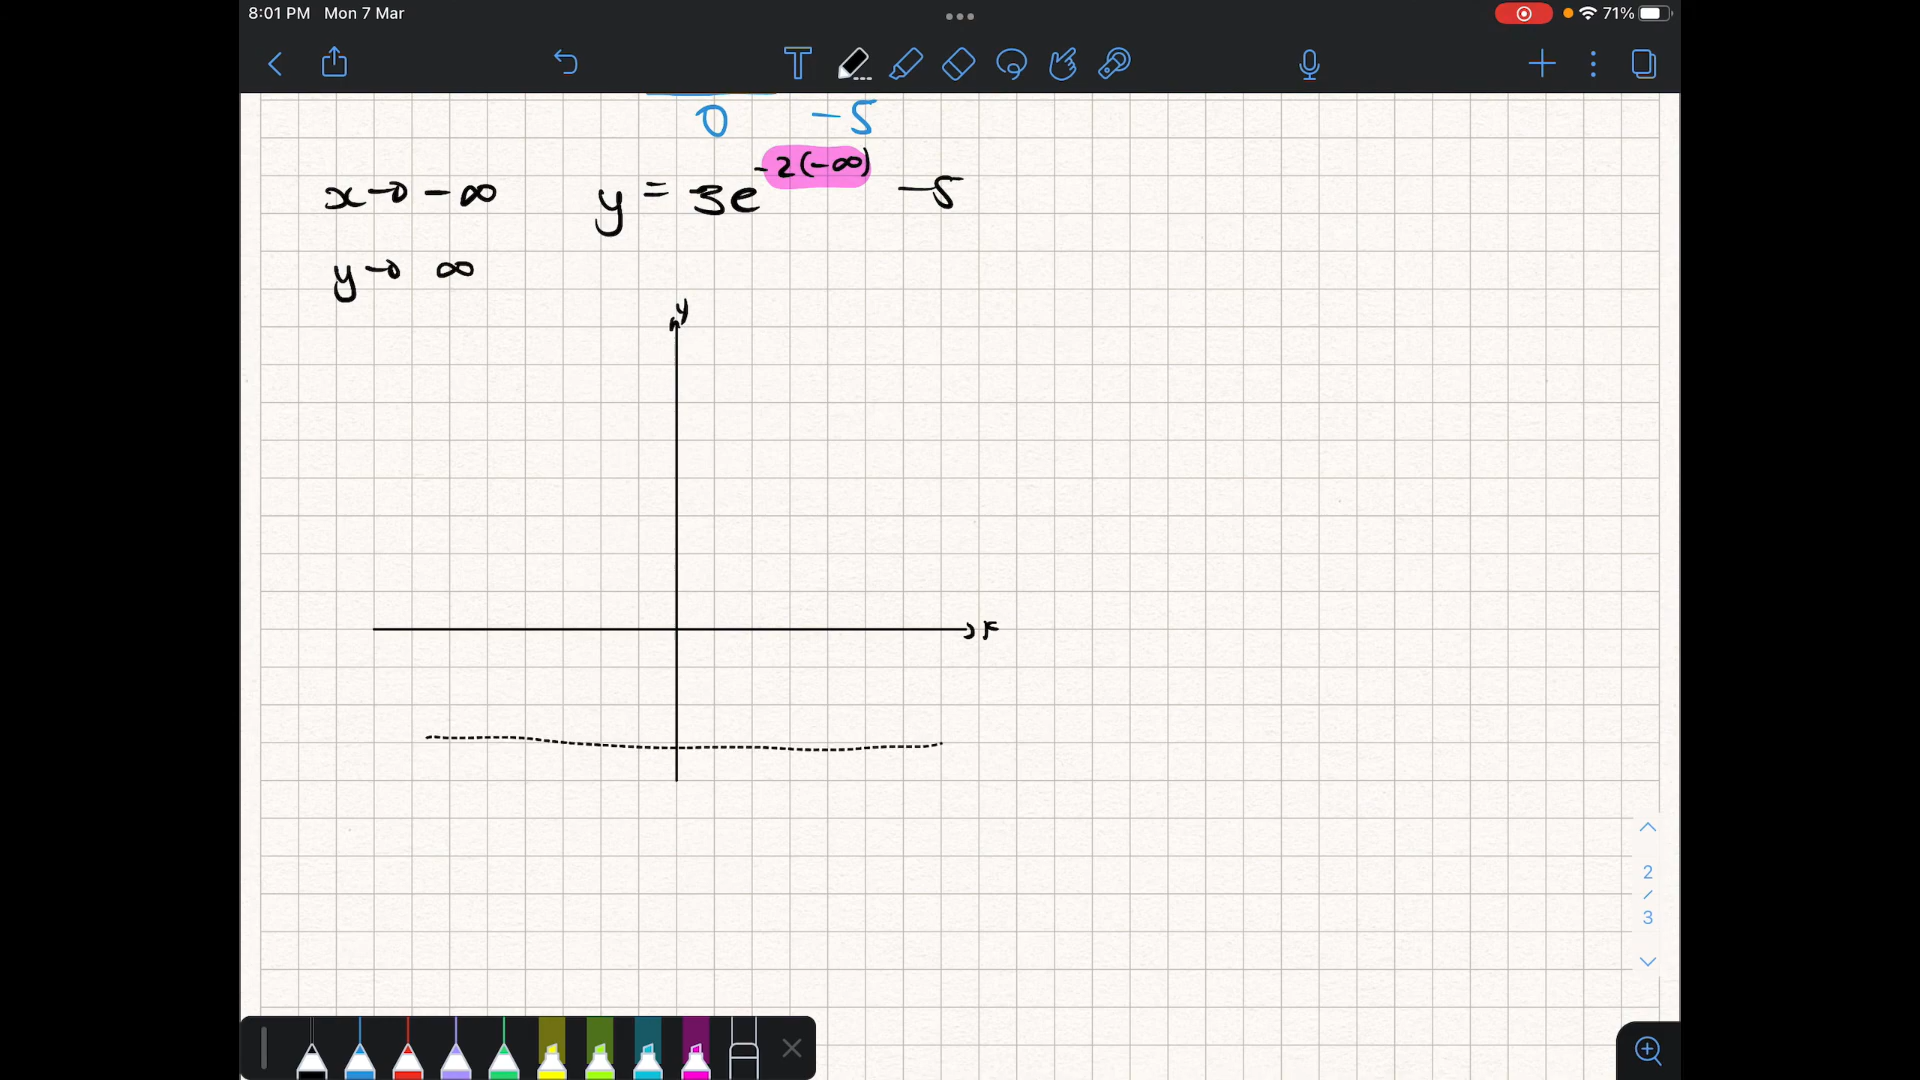 8:01 PM Mon 7 Mar
71%
T
0 -5
x→ -∞ y = 3e^-2(-∞) -5
y→ ∞
y
x
2
/
3